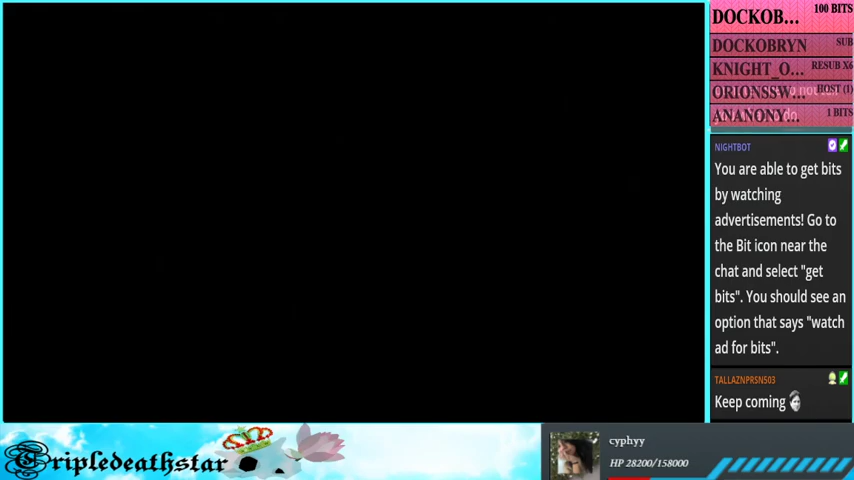 DOCKOB... 100 BITS
DOCKOBRYN SUB
KNIGHT_O... RESUB X6
ORIONSSW... HOST (1)
ANANONY... 1 BITS
NIGHTBOT
You are able to get bits
by watching
advertisements! Go to
the Bit icon near the
chat and select "get
bits". You should see an
option that says "watch
ad for bits".
TALLAZNPRSN503
Keep coming
Tripledeathstar
cyphyy
HP 28200/158000